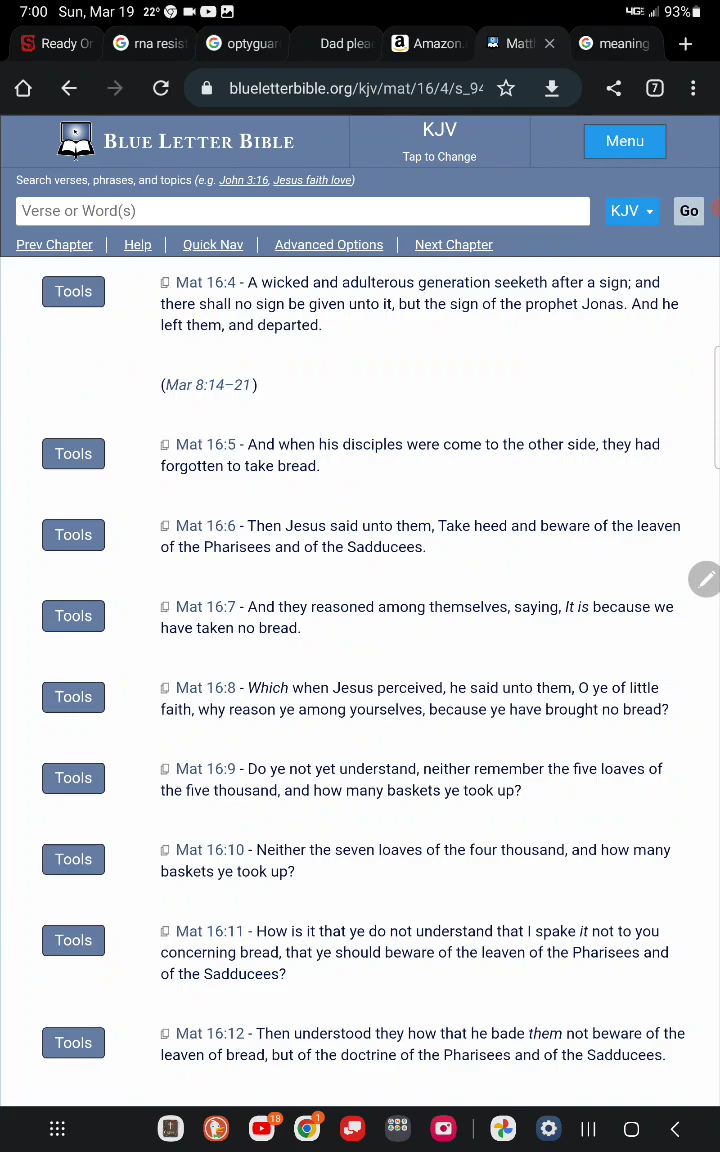 7:00 Sun, Mar 19 22° 4GE 93%
Ready Or
rna resis
optyguar
Dad plea
Amazon.
Matt
meaning
blueletterbible.org/kjv/mat/16/4/s_94
7
BLUE LETTER BIBLE
KJV
Tap to Change
Menu
Search verses, phrases, and topics (e.g. John 3:16, Jesus faith love)
Verse or Word(s)
KJV
Go
Prev Chapter | Help | Quick Nav | Advanced Options | Next Chapter
Tools
Mat 16:4 - A wicked and adulterous generation seeketh after a sign; and
there shall no sign be given unto it, but the sign of the prophet Jonas. And he
left them, and departed.
(Mar 8:14–21)
Tools
Mat 16:5 - And when his disciples were come to the other side, they had
forgotten to take bread.
Tools
Mat 16:6 - Then Jesus said unto them, Take heed and beware of the leaven
of the Pharisees and of the Sadducees.
Tools
Mat 16:7 - And they reasoned among themselves, saying, It is because we
have taken no bread.
Tools
Mat 16:8 - Which when Jesus perceived, he said unto them, O ye of little
faith, why reason ye among yourselves, because ye have brought no bread?
Tools
Mat 16:9 - Do ye not yet understand, neither remember the five loaves of
the five thousand, and how many baskets ye took up?
Tools
Mat 16:10 - Neither the seven loaves of the four thousand, and how many
baskets ye took up?
Tools
Mat 16:11 - How is it that ye do not understand that I spake it not to you
concerning bread, that ye should beware of the leaven of the Pharisees and
of the Sadducees?
Tools
Mat 16:12 - Then understood they how that he bade them not beware of the
leaven of bread, but of the doctrine of the Pharisees and of the Sadducees.
18
1